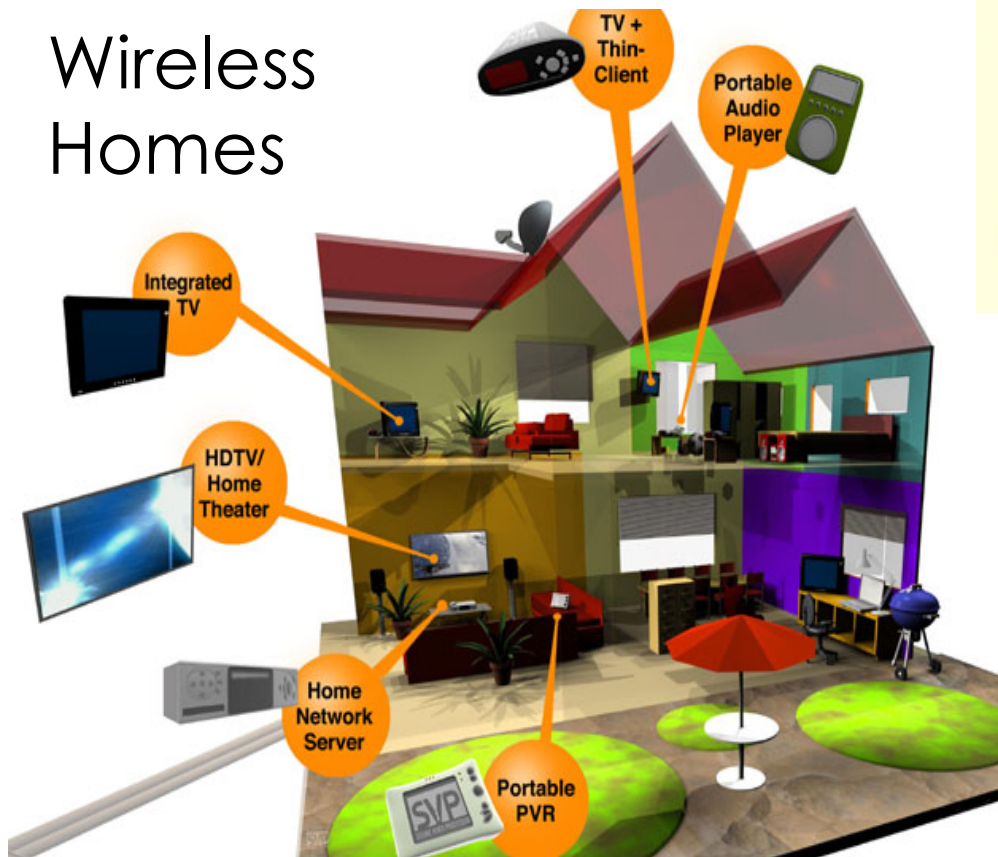 Wireless
Homes
TV +
Thin-
Client
Portable
Audio
Player
Integrated
TV
HDTV/
Home
Theater
Home
Network
Server
SVP
Portable
PVR